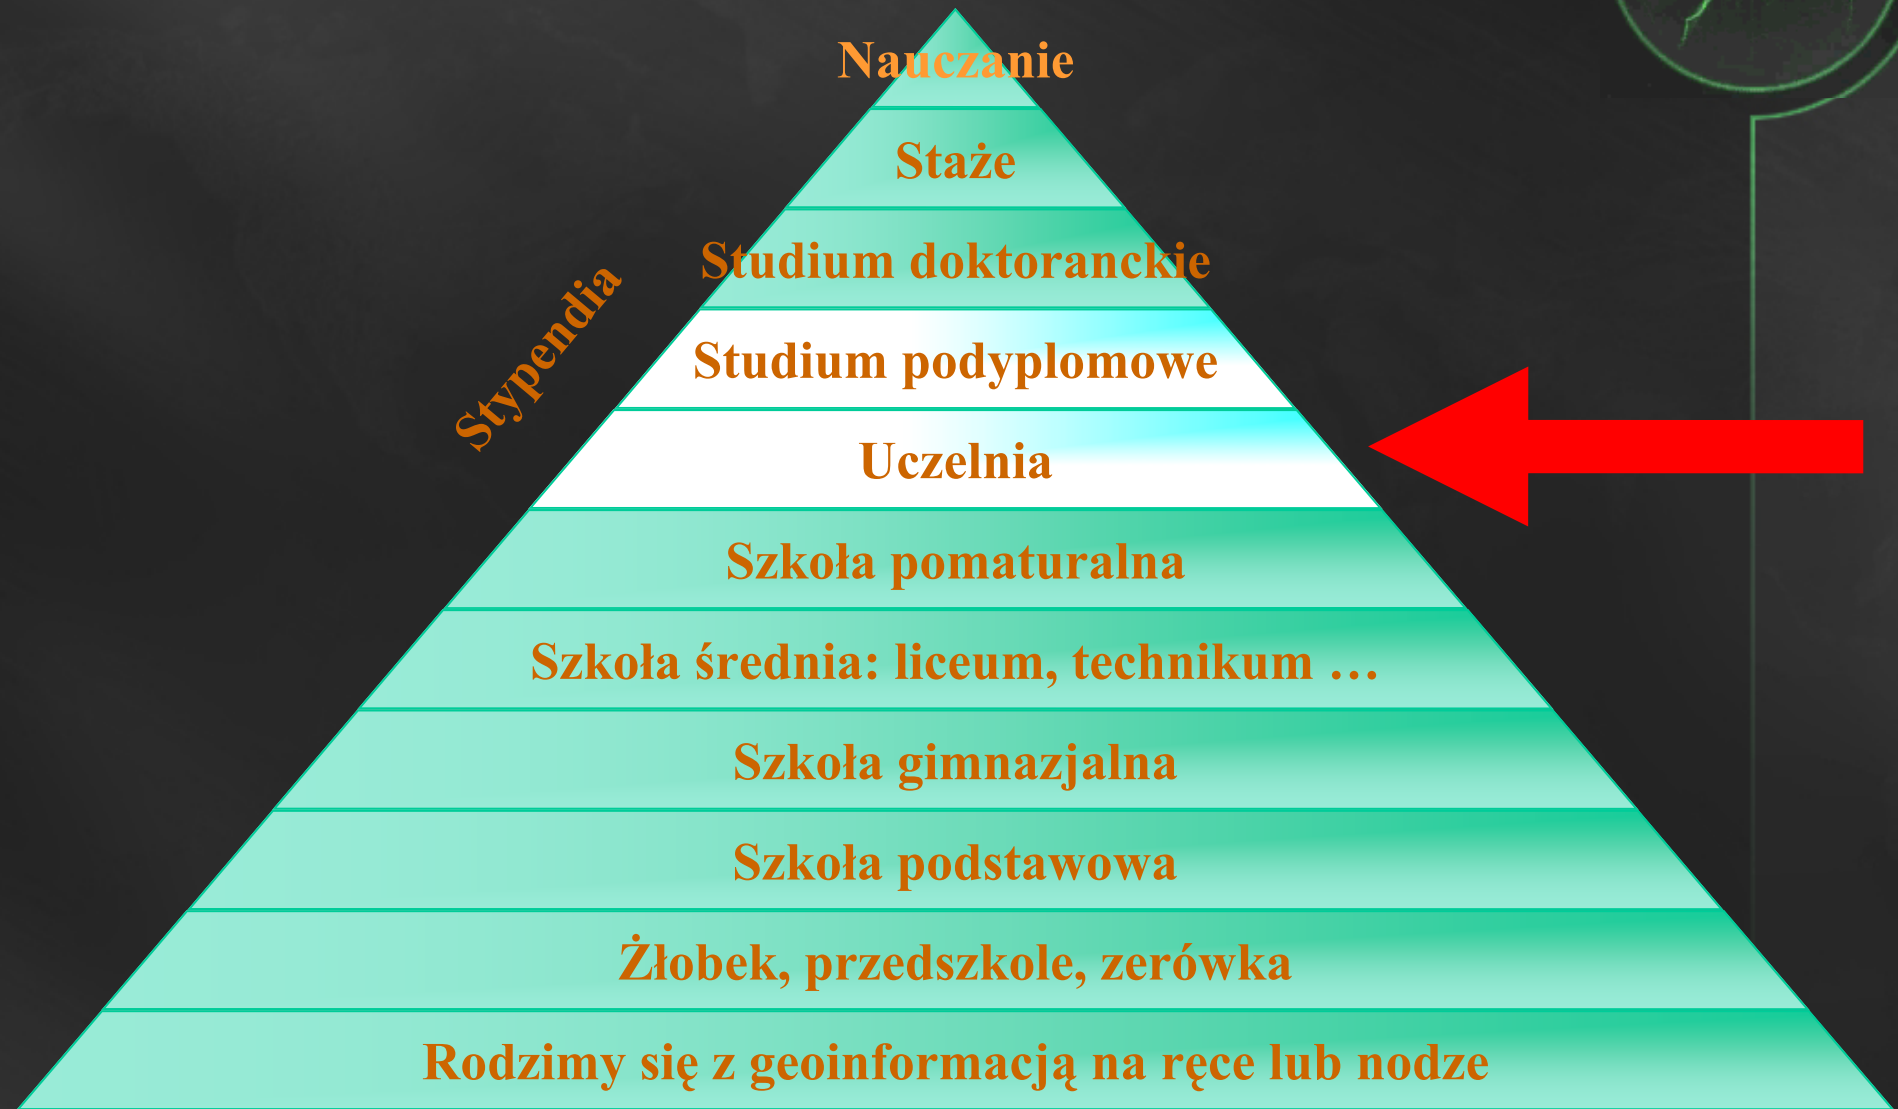 Nauczanie
Staże
Studium doktoranckie
Stypendia
Studium podyplomowe
Uczelnia
Szkoła pomaturalna
Szkoła średnia: liceum, technikum …
Szkoła gimnazjalna
Szkoła podstawowa
Żłobek, przedszkole, zerówka
Rodzimy się z geoinformacją na ręce lub nodze